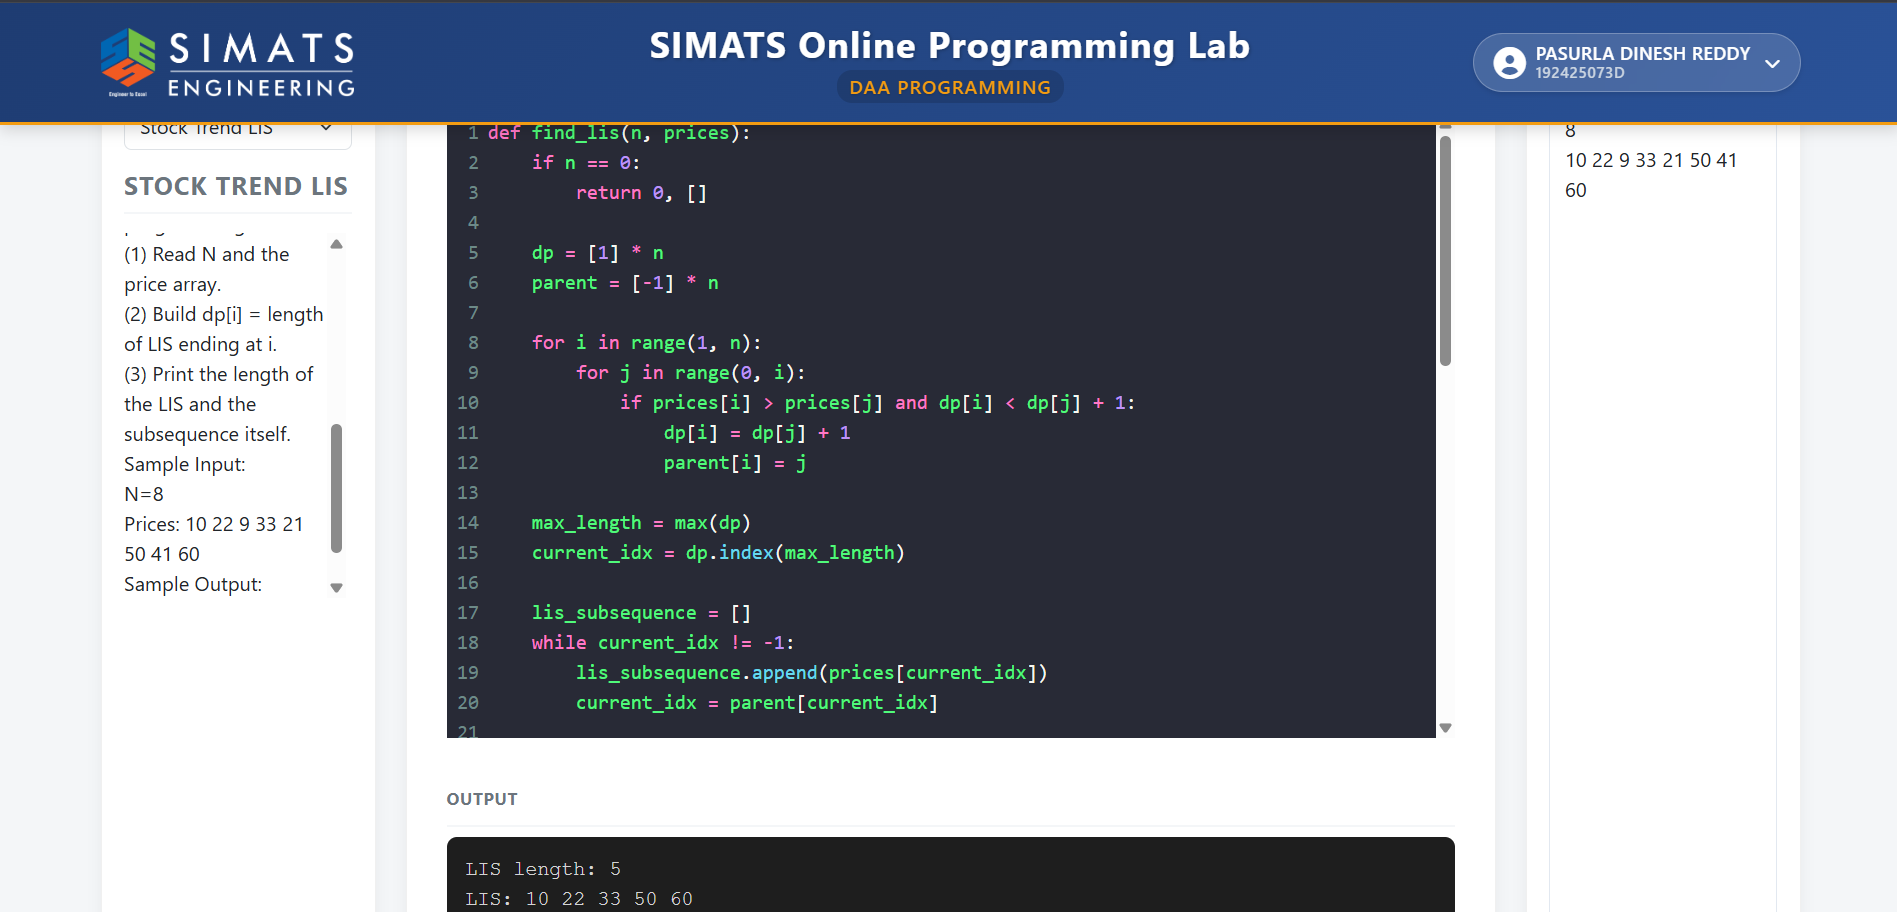 SIMATS
ENGINEERING
Engineer to Excel
SIMATS Online Programming Lab
DAA PROGRAMMING
PASURLA DINESH REDDY
192425073D
Stock Trend LIS
STOCK TREND LIS
(1) Read N and the
price array.
(2) Build dp[i] = length
of LIS ending at i.
(3) Print the length of
the LIS and the
subsequence itself.
Sample Input:
N=8
Prices: 10 22 9 33 21
50 41 60
Sample Output:
1 def find_lis(n, prices):
2     if n == 0:
3         return 0, []
4
5     dp = [1] * n
6     parent = [-1] * n
7
8     for i in range(1, n):
9         for j in range(0, i):
10             if prices[i] > prices[j] and dp[i] < dp[j] + 1:
11                 dp[i] = dp[j] + 1
12                 parent[i] = j
13
14     max_length = max(dp)
15     current_idx = dp.index(max_length)
16
17     lis_subsequence = []
18     while current_idx != -1:
19         lis_subsequence.append(prices[current_idx])
20         current_idx = parent[current_idx]
21
OUTPUT
LIS length: 5
LIS: 10 22 33 50 60
8
10 22 9 33 21 50 41
60